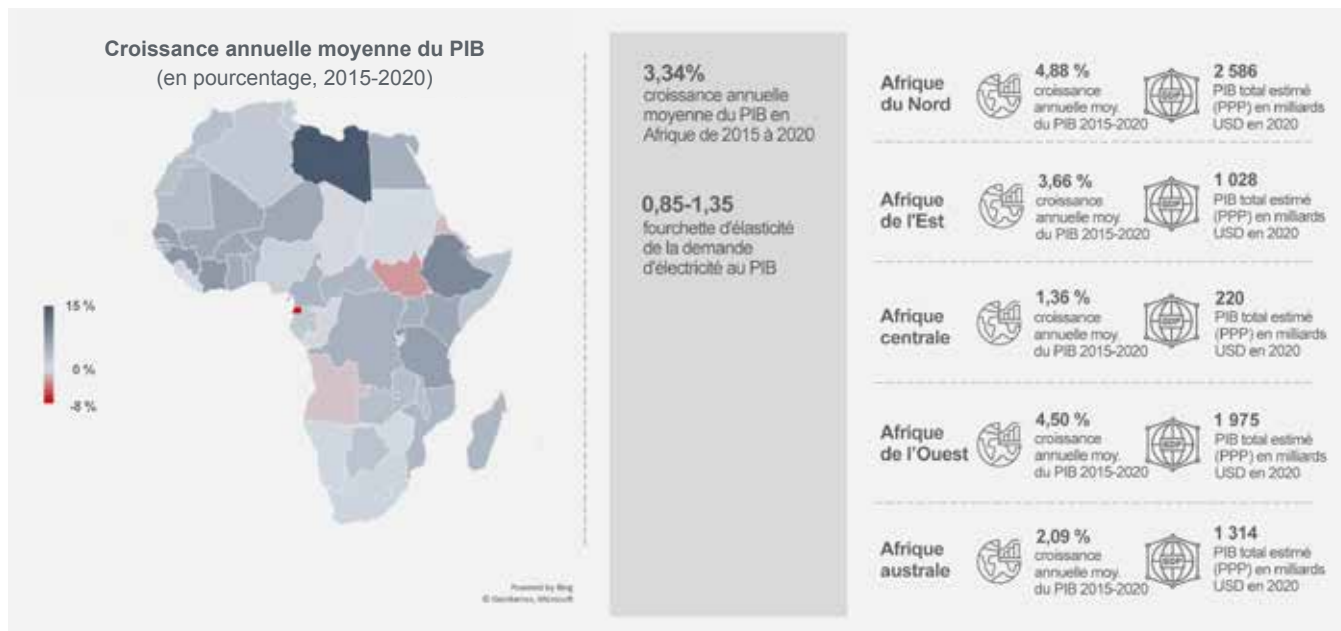 Croissance annuelle moyenne du PIB
(en pourcentage, 2015-2020)
15 %
0 %
-8 %
Powered by Bing
© GeoNames, Microsoft
3,34%
croissance annuelle
moyenne du PIB en
Afrique de 2015 à 2020
0,85-1,35
fourchette d'élasticité
de la demande
d'électricité au PIB
Afrique
du Nord
4,88 %
croissance
annuelle moy.
du PIB 2015-2020
GDP
2 586
PIB total estimé
(PPP) en milliards
USD en 2020
Afrique
de l'Est
3,66 %
croissance
annuelle moy.
du PIB 2015-2020
GDP
1 028
PIB total estimé
(PPP) en milliards
USD en 2020
Afrique
centrale
1,36 %
croissance
annuelle moy.
du PIB 2015-2020
GDP
220
PIB total estimé
(PPP) en milliards
USD en 2020
Afrique
de l'Ouest
4,50 %
croissance
annuelle moy.
du PIB 2015-2020
GDP
1 975
PIB total estimé
(PPP) en milliards
USD en 2020
Afrique
australe
2,09 %
croissance
annuelle moy.
du PIB 2015-2020
GDP
1 314
PIB total estimé
(PPP) en milliards
USD en 2020